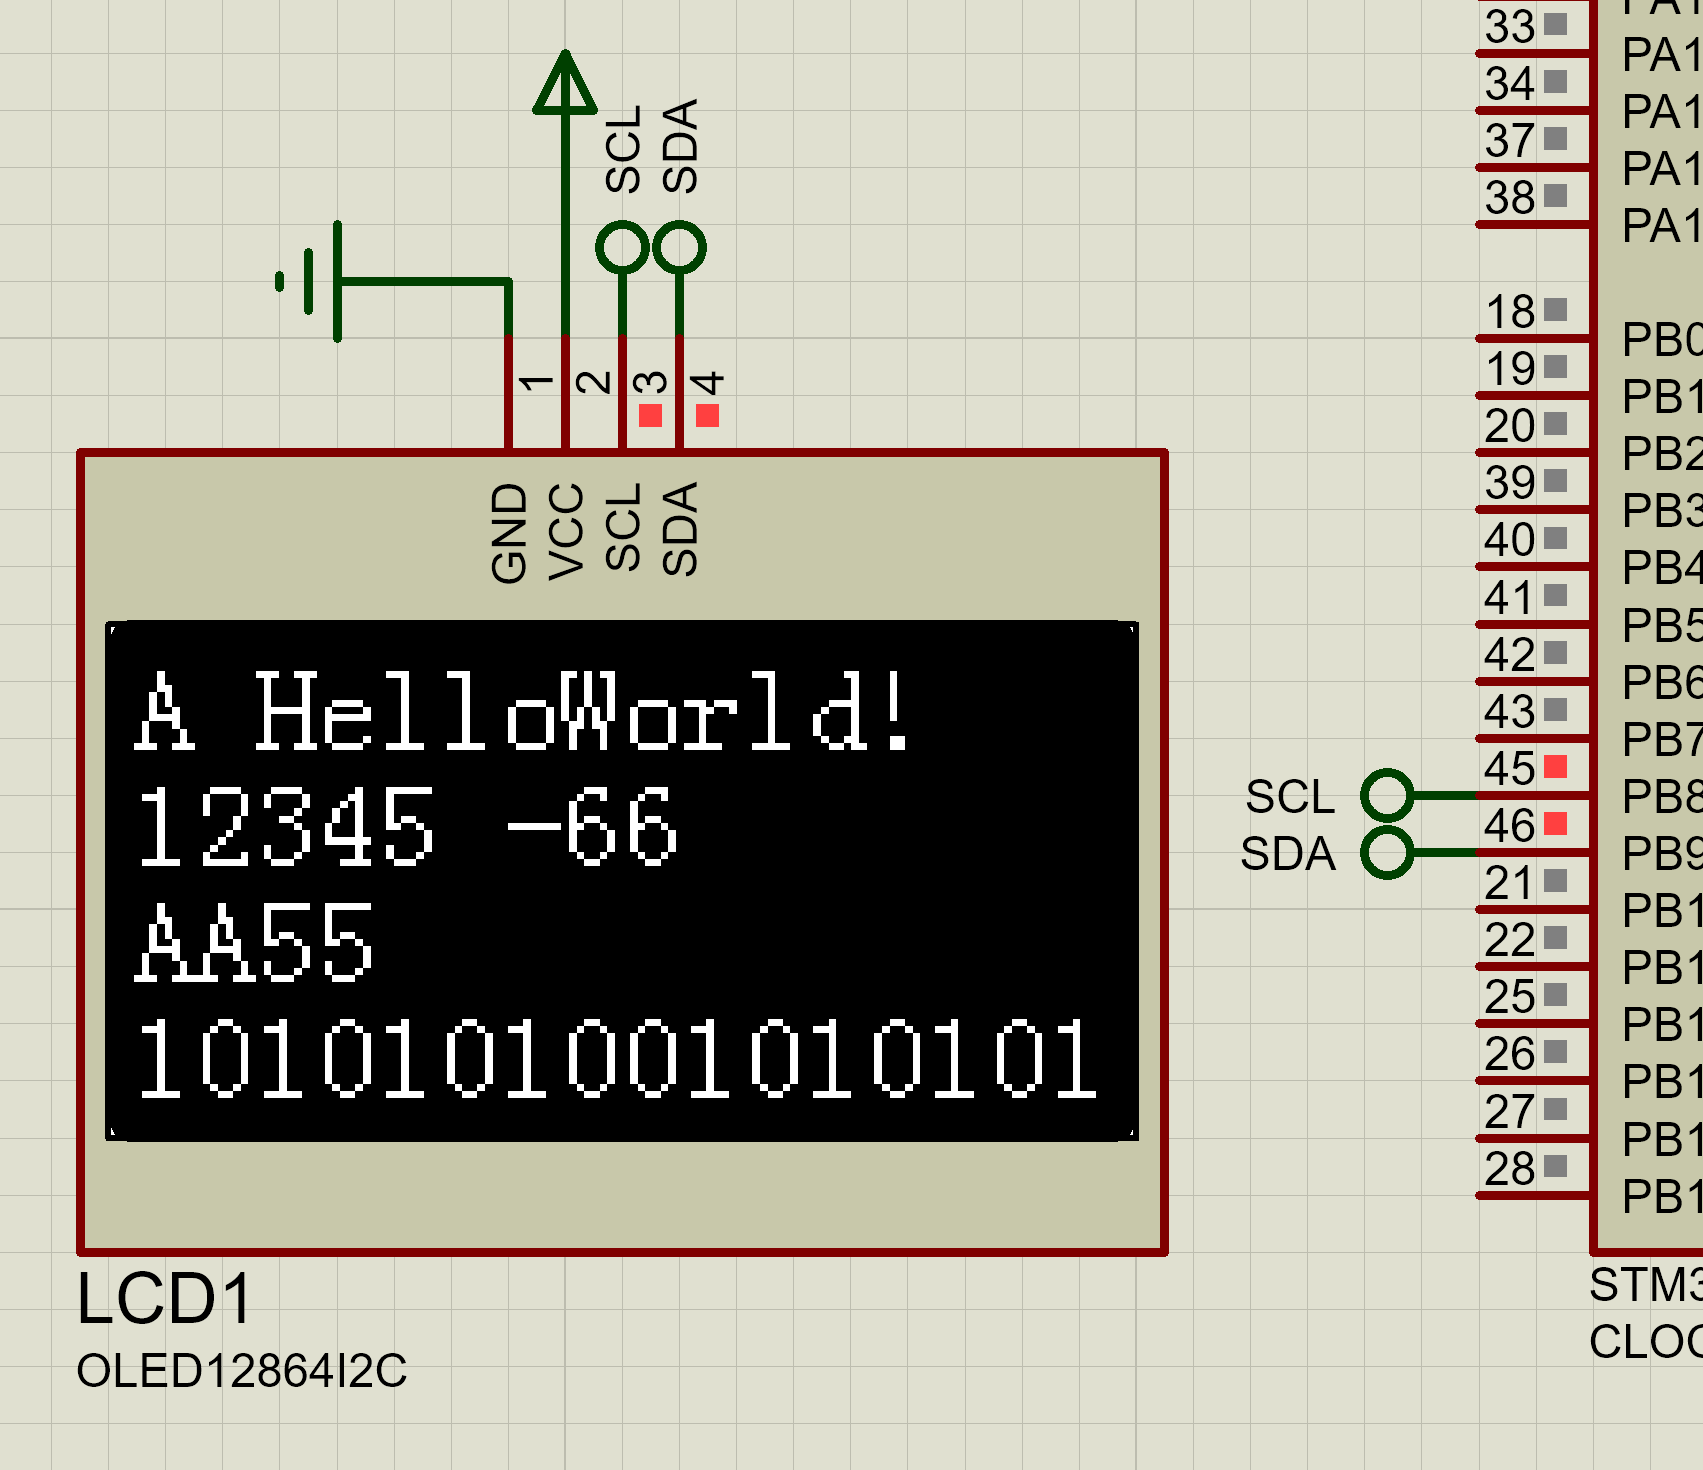 33
PA1
34
PA1
37
PA1
38
PA1
SCL
SDA
1
2
3
4
GND
VCC
SCL
SDA
18
PB0
19
PB1
20
PB2
39
PB3
40
PB4
41
PB5
42
PB6
43
PB7
SCL
45
PB8
SDA
46
PB9
21
PB1
22
PB1
25
PB1
26
PB1
27
PB1
28
PB1
A HelloWorld!
12345 -66
AA55
1010101001010101
LCD1
OLED12864I2C
STM3
CLOC